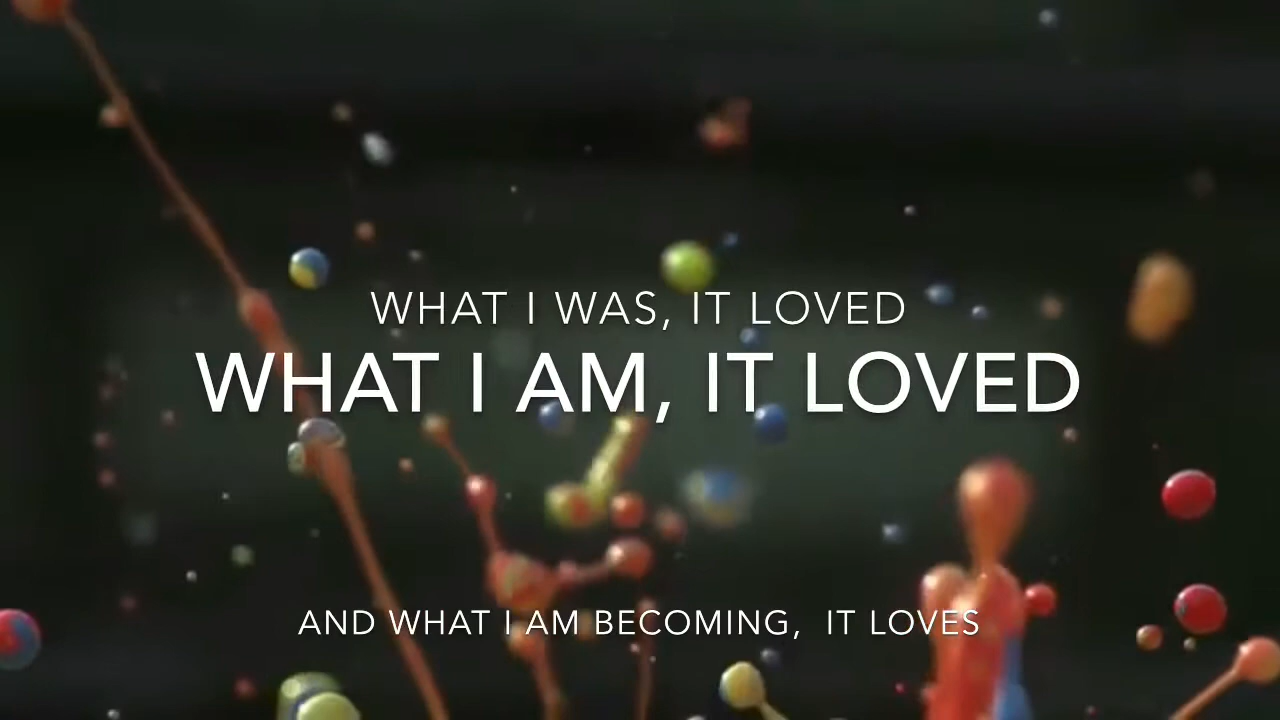 WHAT I WAS, IT LOVED
WHAT I AM, IT LOVED
AND WHAT I AM BECOMING, IT LOVES